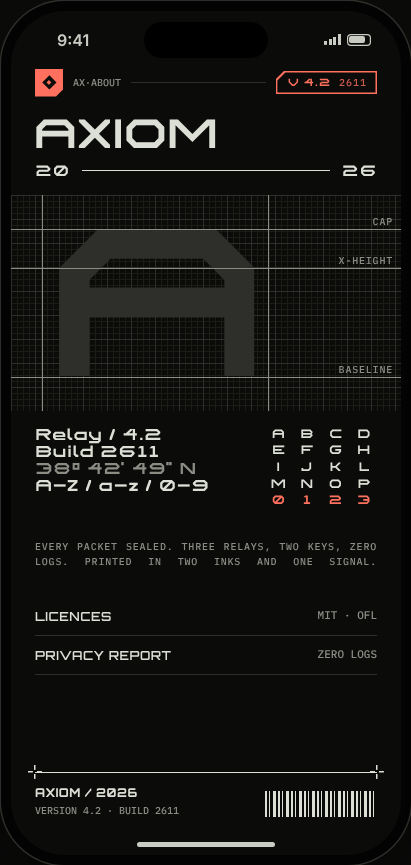 9:41
AX·ABOUT
V 4.2 2611
AXIOM
20 26
CAP
X-HEIGHT
BASELINE
A
Relay / 4.2
Build 2611
38° 42' 49" N
A–Z / a–z / 0–9
A B C D
E F G H
I J K L
M N O P
0 1 2 3
EVERY PACKET SEALED. THREE RELAYS, TWO KEYS, ZERO
LOGS. PRINTED IN TWO INKS AND ONE SIGNAL.
LICENCES MIT · OFL
PRIVACY REPORT ZERO LOGS
AXIOM / 2026
VERSION 4.2 · BUILD 2611